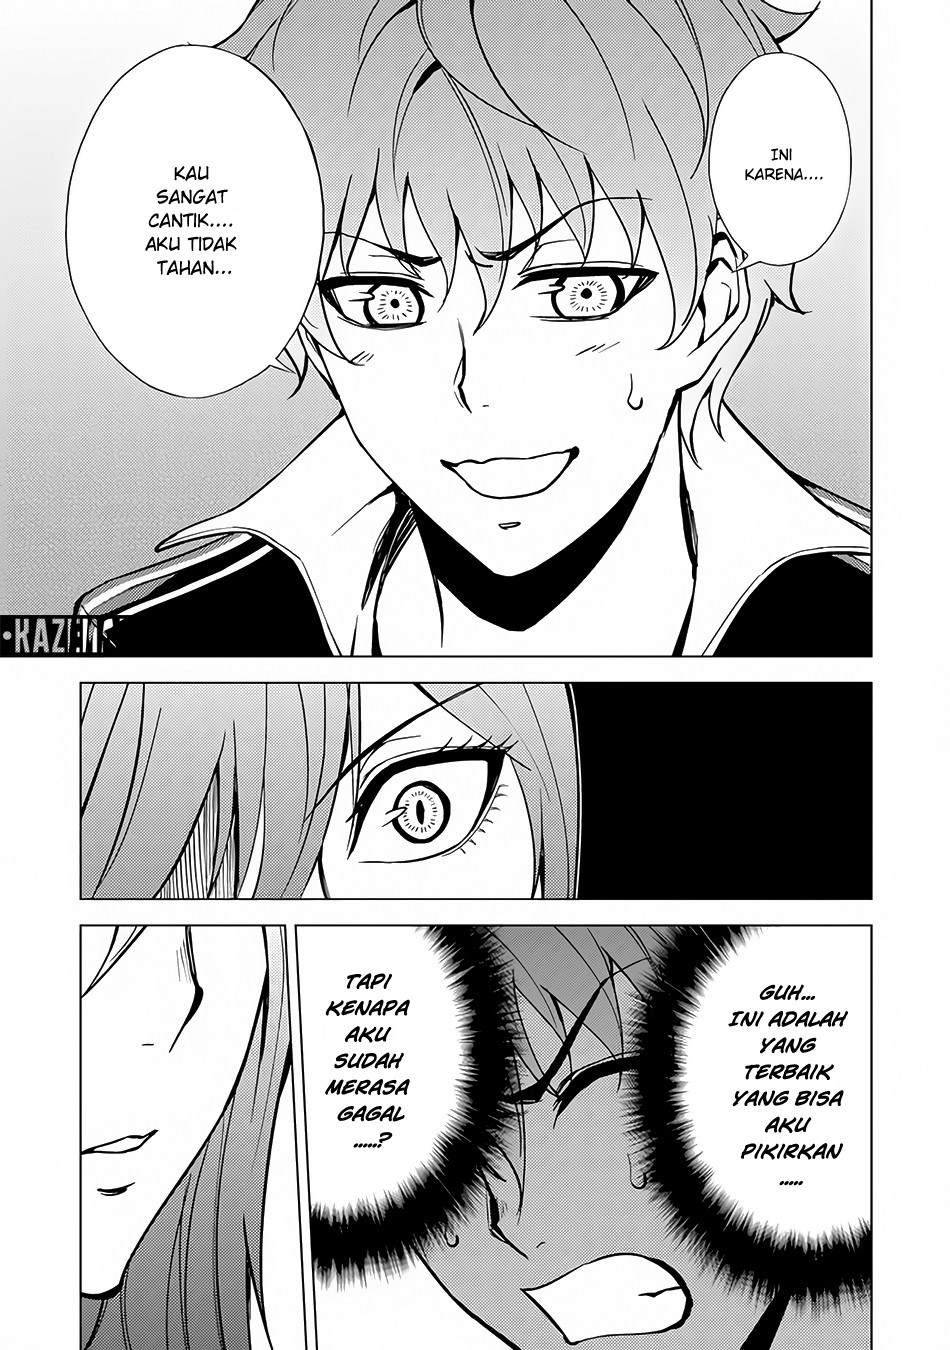 INI
KARENA....
KAU
SANGAT
CANTIK....
AKU TIDAK
TAHAN...
GUH...
INI ADALAH
YANG
TERBAIK
YANG BISA
AKU
PIKIRKAN
.....
TAPI
KENAPA
AKU
SUDAH
MERASA
GAGAL
......?